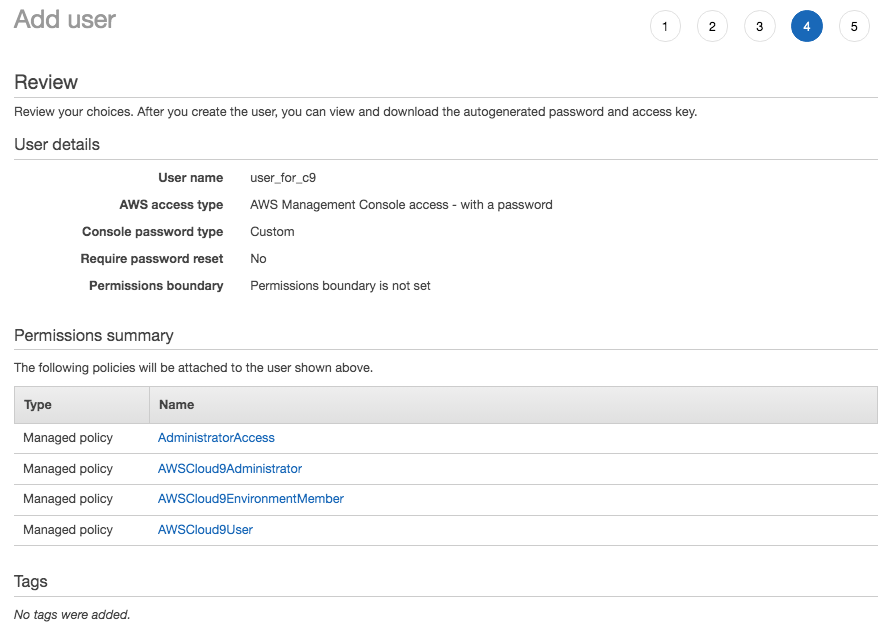 Add user
1 2 3 4 5
Review
Review your choices. After you create the user, you can view and download the autogenerated password and access key.
User details
User name user_for_c9
AWS access type AWS Management Console access - with a password
Console password type Custom
Require password reset No
Permissions boundary Permissions boundary is not set
Permissions summary
The following policies will be attached to the user shown above.
Type Name
Managed policy AdministratorAccess
Managed policy AWSCloud9Administrator
Managed policy AWSCloud9EnvironmentMember
Managed policy AWSCloud9User
Tags
No tags were added.